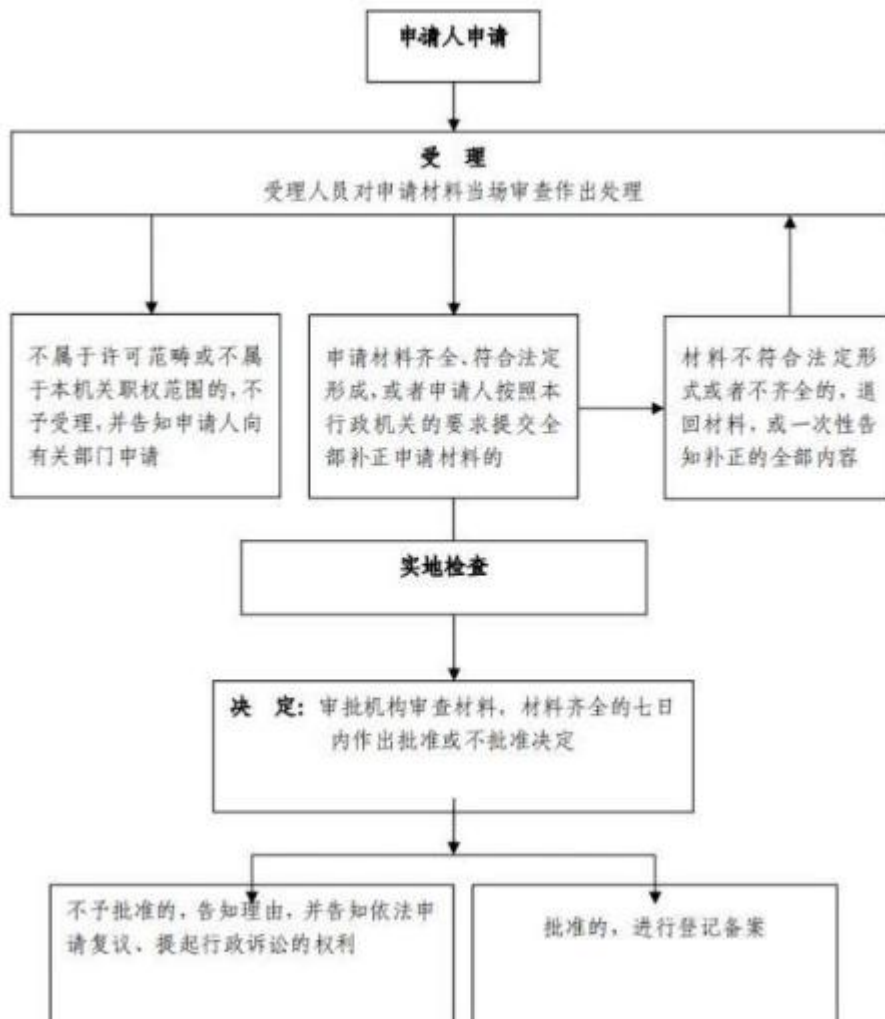 申请人申请
受 理
受理人员对申请材料当场审查作出处理
不属于许可范畴或不属
于本机关职权范围的，不
予受理，并告知申请人向
有关部门申请
申请材料齐全、符合法定
形成，或者申请人按照本
行政机关的要求提交全
部补正申请材料的
材料不符合法定形
式或者不齐全的，退
回材料，或一次性告
知补正的全部内容
实地检查
决 定：审批机构审查材料，材料齐全的七日
内作出批准或不批准决定
不予批准的，告知理由，并告知依法申
请复议、提起行政诉讼的权利
批准的，进行登记备案